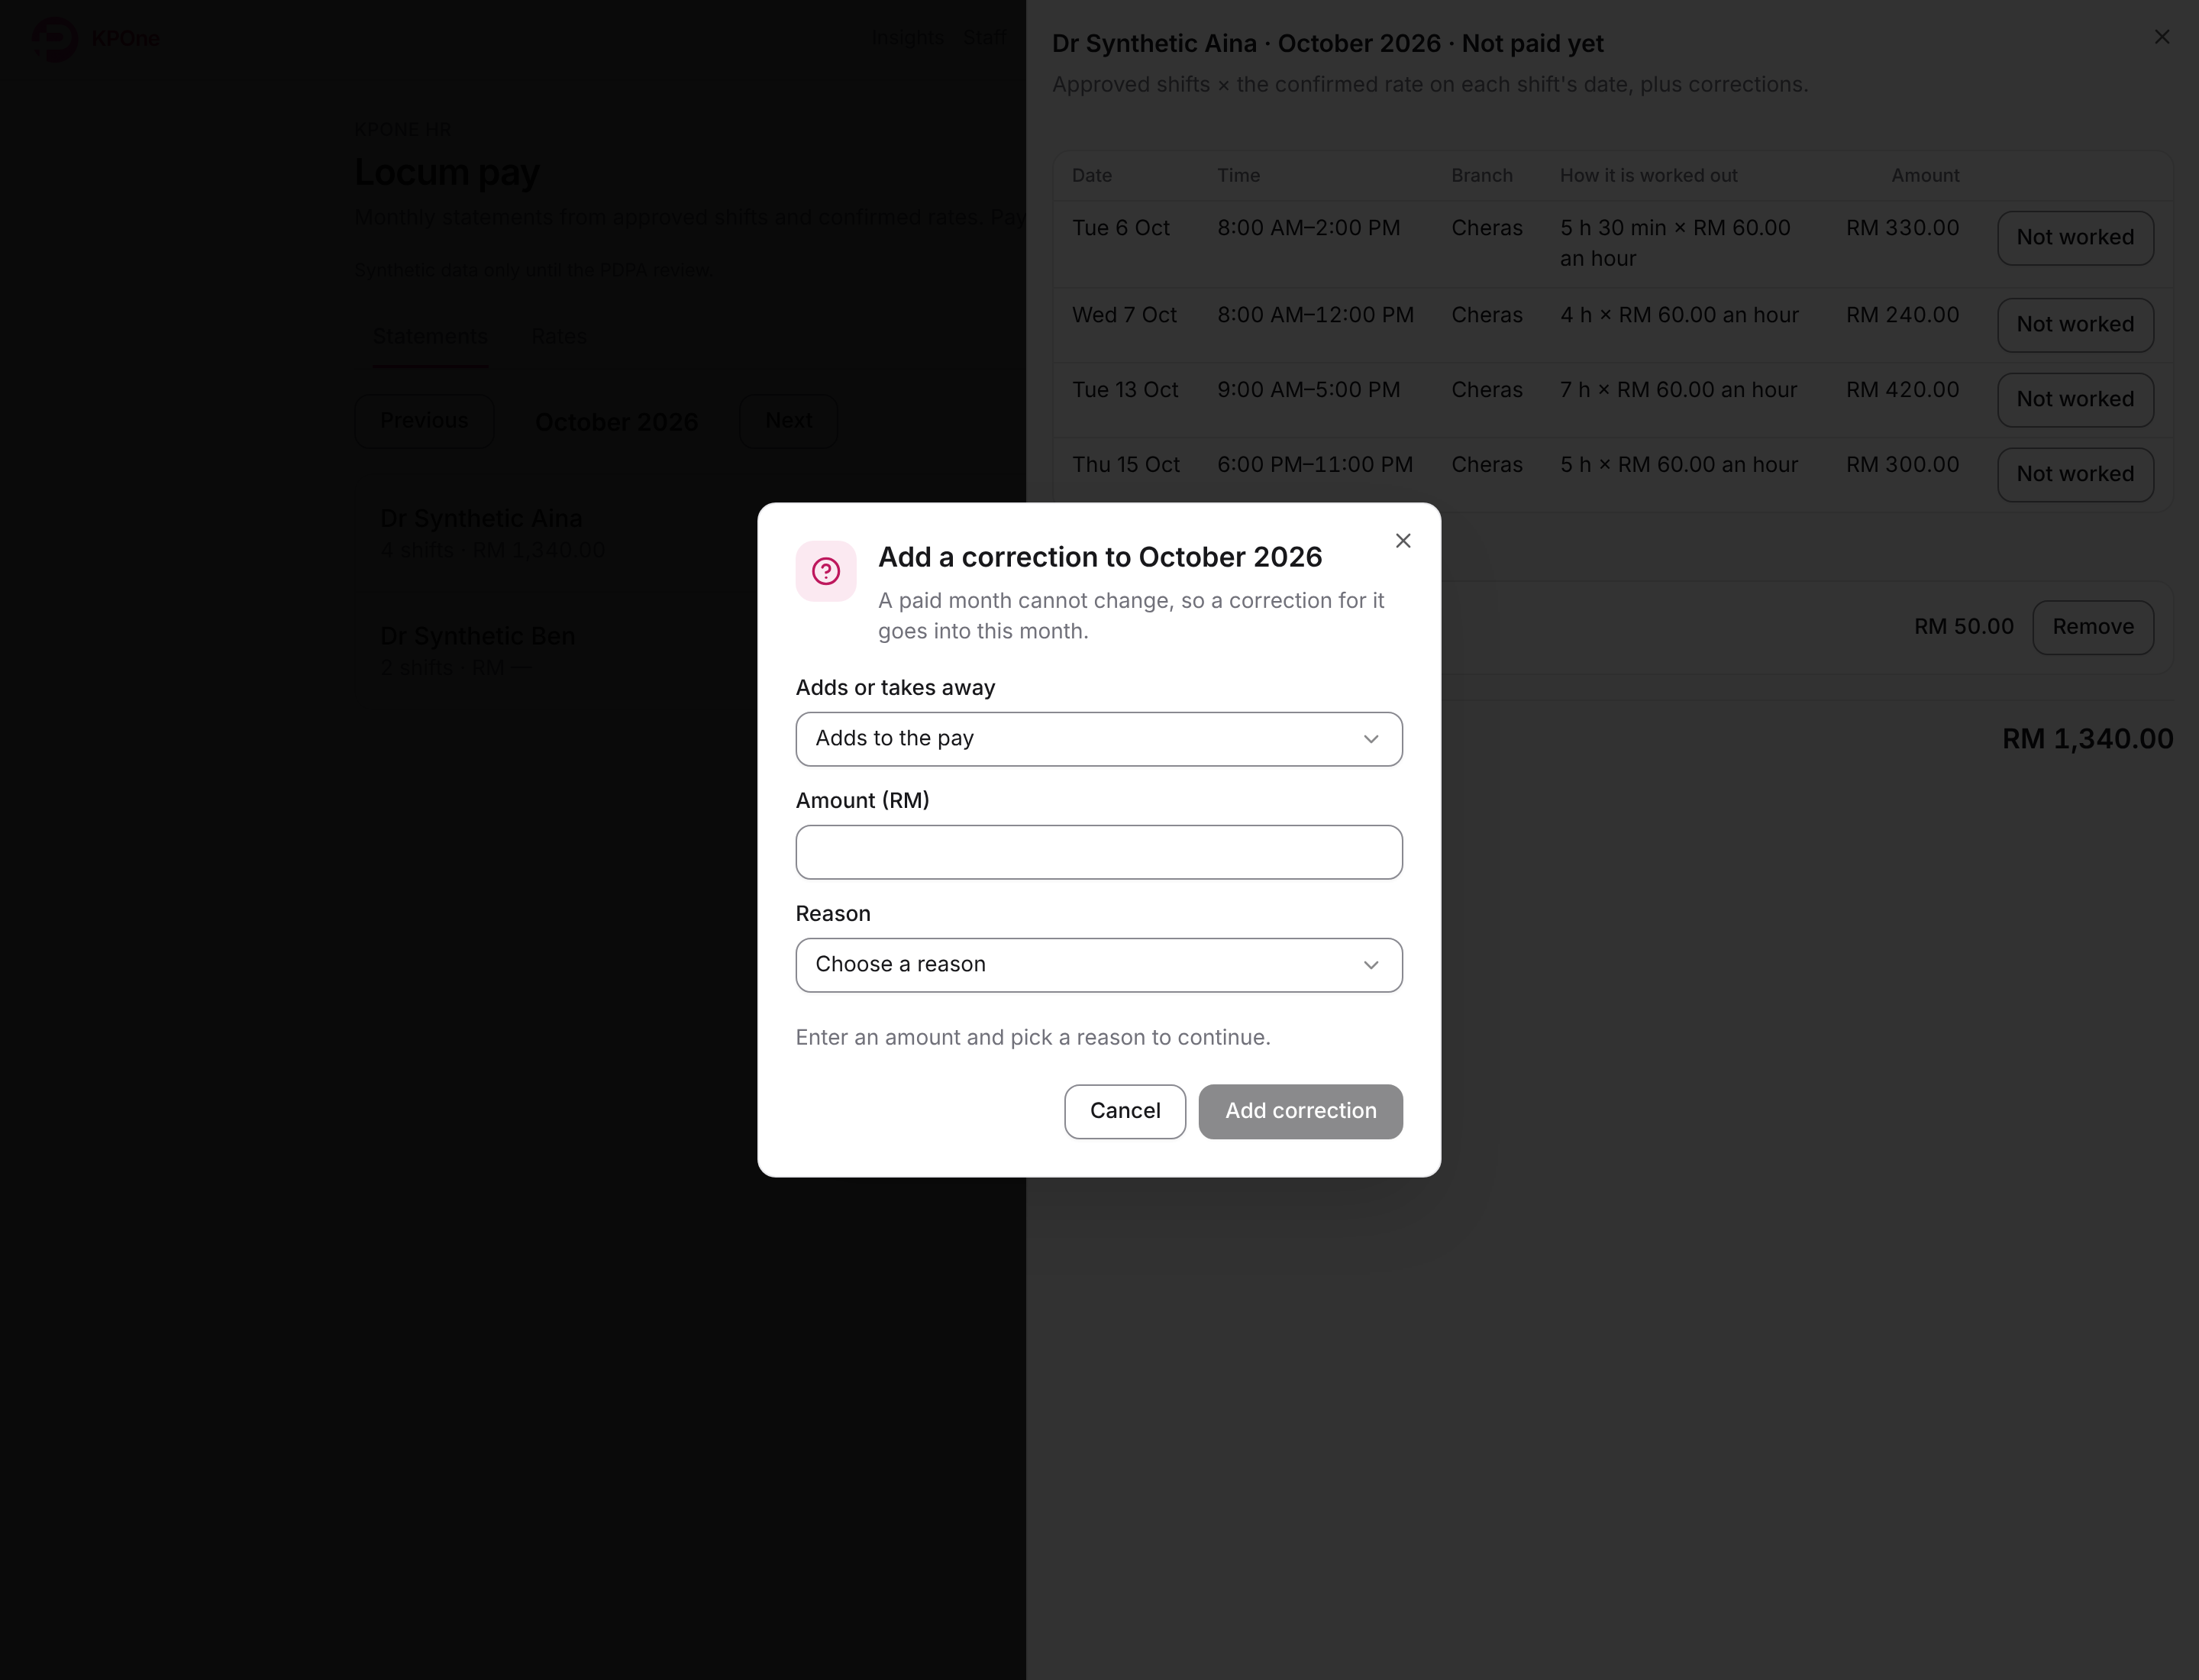 KPOne
Insights Staff
KPONE HR
Locum pay
Monthly statements from approved shifts and confirmed rates. Pay
Synthetic data only until the PDPA review.
Statements Rates
Previous October 2026 Next
Dr Synthetic Aina
4 shifts · RM 1,340.00
Dr Synthetic Ben
2 shifts · RM —
Dr Synthetic Aina · October 2026 · Not paid yet
Approved shifts × the confirmed rate on each shift's date, plus corrections.
Date Time Branch How it is worked out Amount
Tue 6 Oct 8:00 AM–2:00 PM Cheras 5 h 30 min × RM 60.00 RM 330.00 Not worked
an hour
Wed 7 Oct 8:00 AM–12:00 PM Cheras 4 h × RM 60.00 an hour RM 240.00 Not worked
Tue 13 Oct 9:00 AM–5:00 PM Cheras 7 h × RM 60.00 an hour RM 420.00 Not worked
Thu 15 Oct 6:00 PM–11:00 PM Cheras 5 h × RM 60.00 an hour RM 300.00 Not worked
RM 50.00 Remove
RM 1,340.00
Add a correction to October 2026
A paid month cannot change, so a correction for it
goes into this month.
Adds or takes away
Adds to the pay
Amount (RM)
Reason
Choose a reason
Enter an amount and pick a reason to continue.
Cancel Add correction